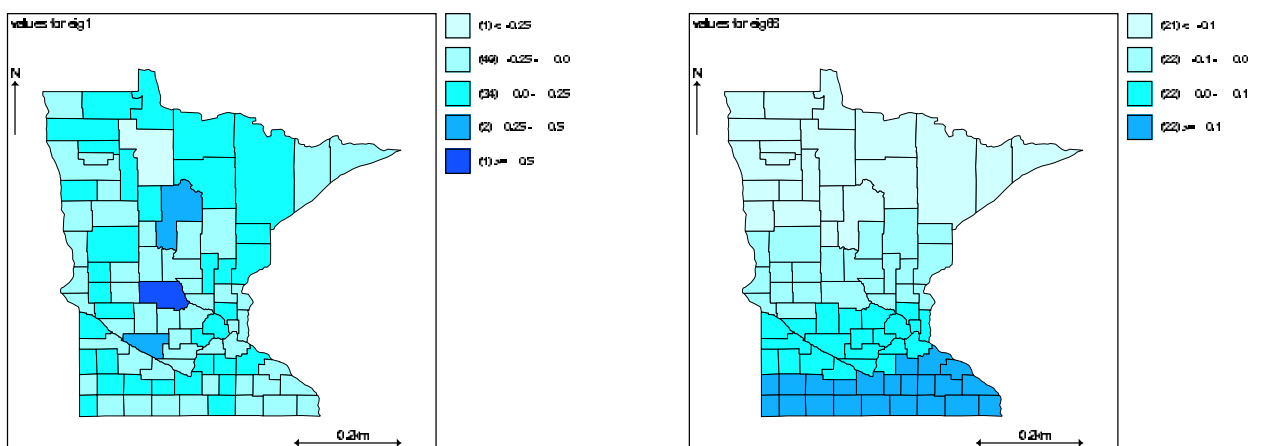 values for eig1
N
0.2km
(1) < -0.25
(49) -0.25 - 0.0
(34) 0.0 - 0.25
(2) 0.25 - 0.5
(1) >= 0.5
values for eig86
N
0.2km
(21) < -0.1
(22) -0.1 - 0.0
(22) 0.0 - 0.1
(22) >= 0.1